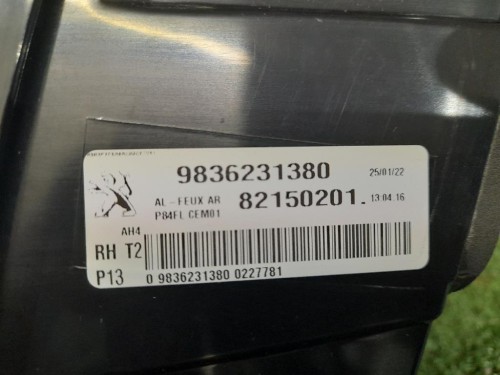 9836231380 25/01/22
AL - FEUX AR 82150201. 13:04:16
P84FL CEM01
AH4
RH T2
P13 0 9836231380 0227781